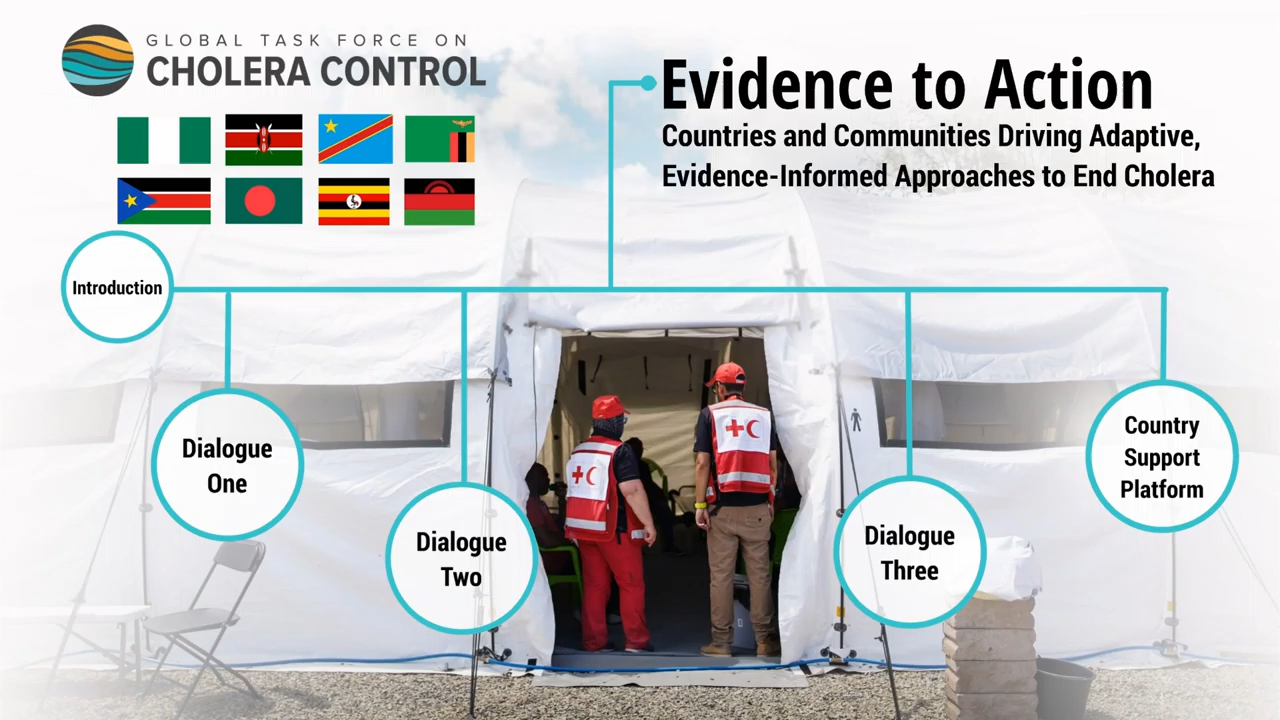 GLOBAL TASK FORCE ON
CHOLERA CONTROL
Evidence to Action
Countries and Communities Driving Adaptive,
Evidence-Informed Approaches to End Cholera
Introduction
Dialogue
One
Dialogue
Two
Dialogue
Three
Country
Support
Platform